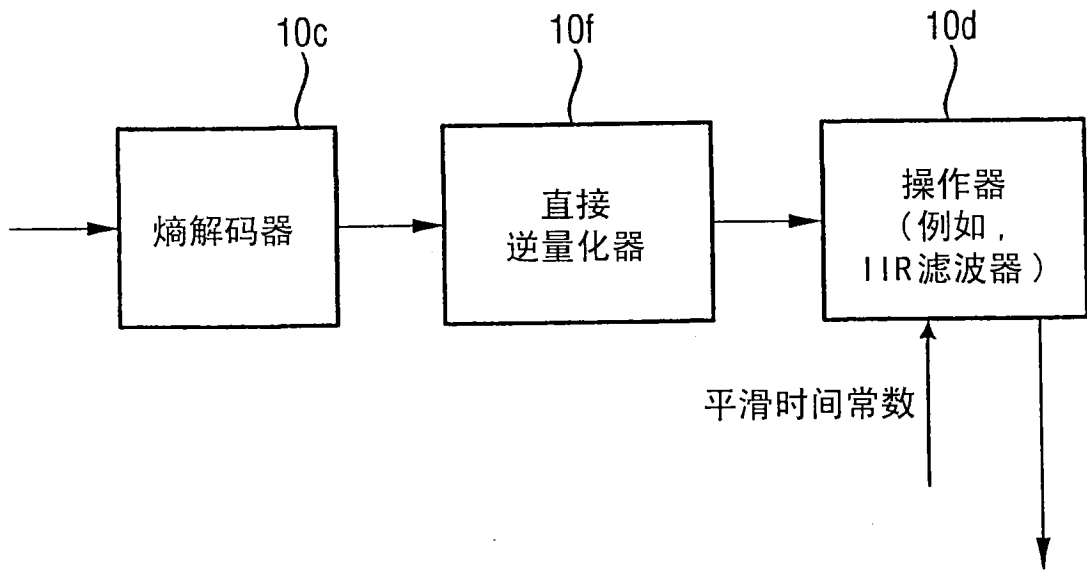 10c
10f
10d
熵解码器
直接
逆量化器
操作器
(例如,
IIR滤波器)
平滑时间常数